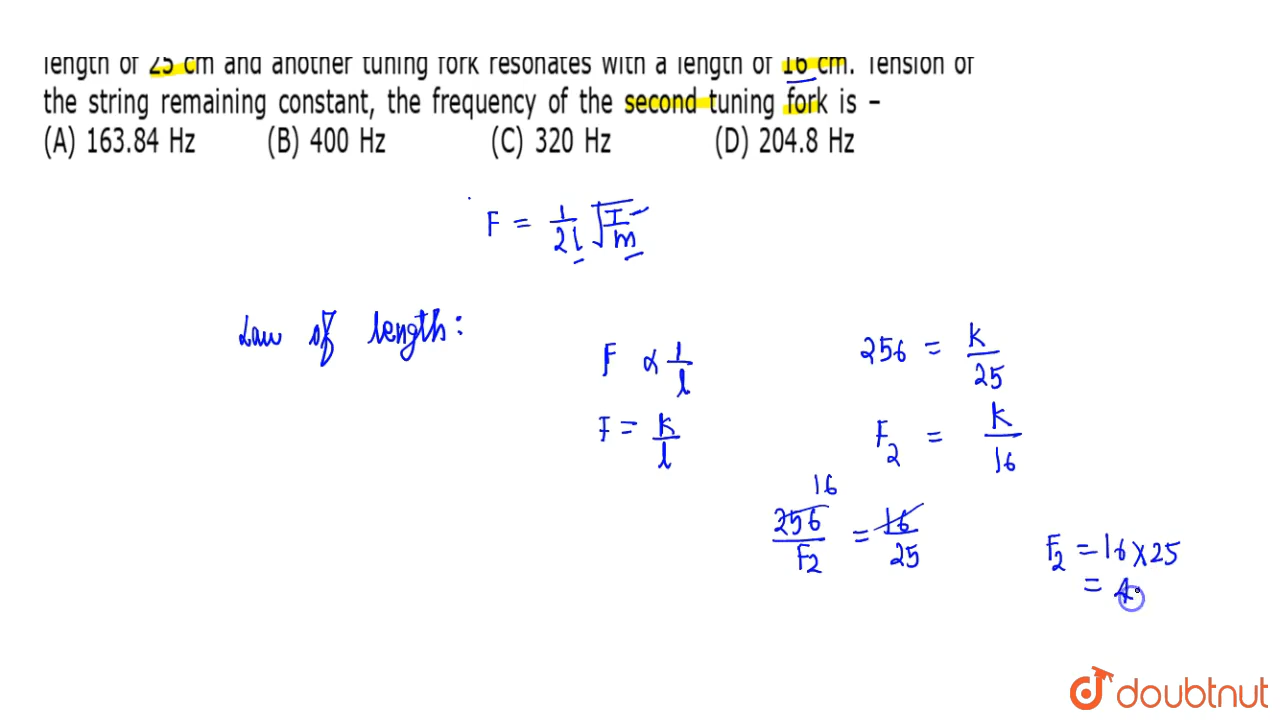 length of 25 cm and another tuning fork resonates with a length of 16 cm. Tension of
the string remaining constant, the frequency of the second tuning fork is –
(A) 163.84 Hz (B) 400 Hz (C) 320 Hz (D) 204.8 Hz
F = 1/2l √T/m
Law of length:
F ∝ 1/l
F = k/l
256 = k/25
F₂ = k/16
16
256/F₂ = 16/25
F₂ = 16 × 25
= 4
doubtnut